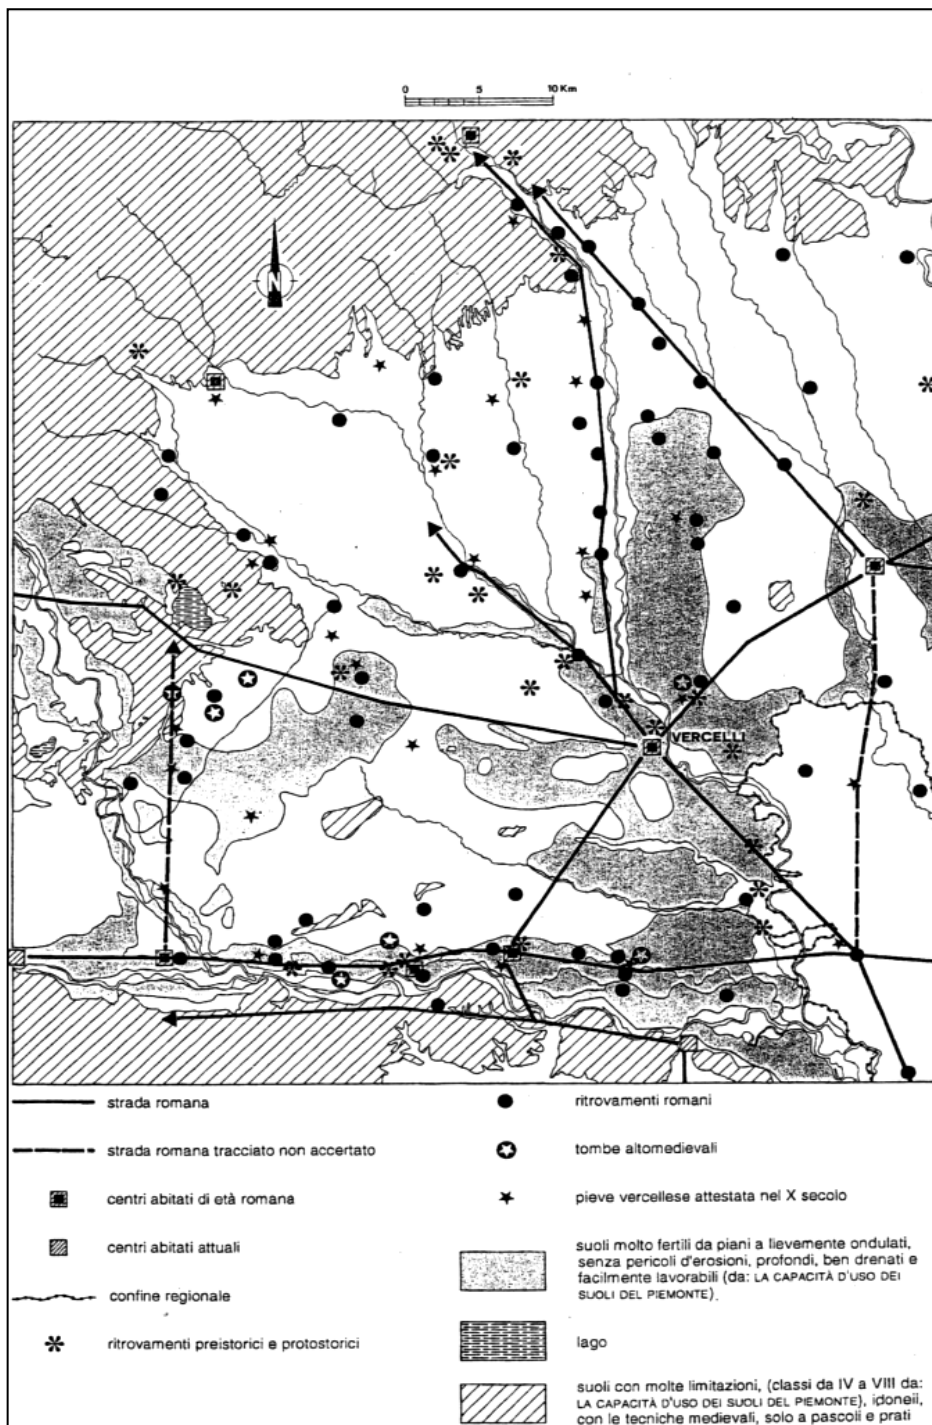 0 5 10 Km
N
VERCELLI
strada romana
strada romana tracciato non accertato
centri abitati di età romana
centri abitati attuali
confine regionale
ritrovamenti preistorici e protostorici
ritrovamenti romani
tombe altomedievali
pieve vercellese attestata nel X secolo
suoli molto fertili da piani a lievemente ondulati,
senza pericoli d'erosioni, profondi, ben drenati e
facilmente lavorabili (da: LA CAPACITÀ D'USO DEI
SUOLI DEL PIEMONTE).
lago
suoli con molte limitazioni, (classi da IV a VIII da:
LA CAPACITÀ D'USO DEI SUOLI DEL PIEMONTE), idoneii,
con le tecniche medievali, solo a pascoli e prati